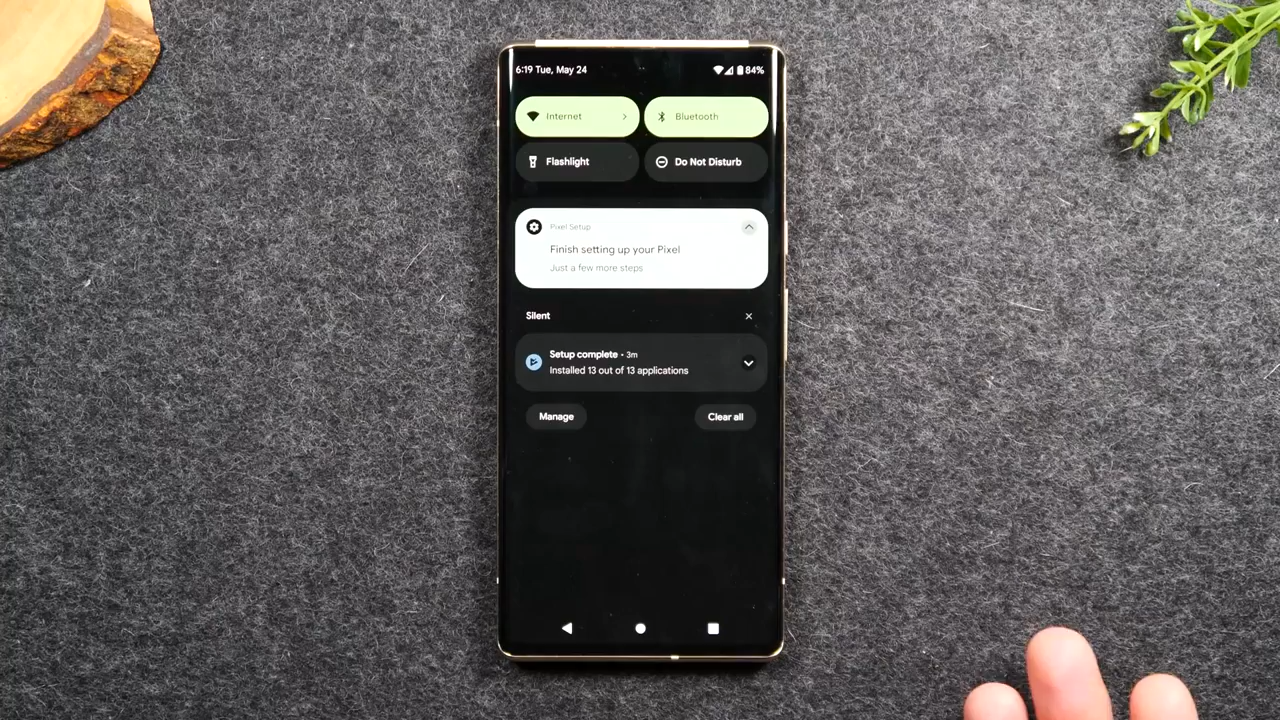 6:19 Tue, May 24
84%
Internet
Bluetooth
Flashlight
Do Not Disturb
Pixel Setup
Finish setting up your Pixel
Just a few more steps
Silent
Setup complete • 3m
Installed 13 out of 13 applications
Manage
Clear all